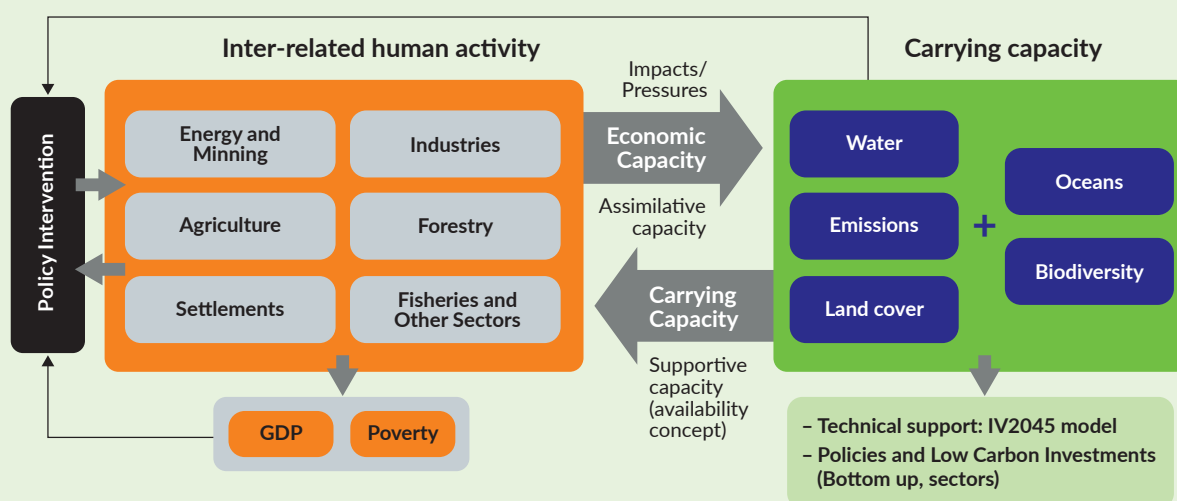 Inter-related human activity
Carrying capacity
Policy Intervention
Energy and
Minning
Industries
Agriculture
Forestry
Settlements
Fisheries and
Other Sectors
GDP
Poverty
Impacts/
Pressures
Economic
Capacity
Assimilative
capacity
Carrying
Capacity
Supportive
capacity
(availability
concept)
Water
Emissions
Land cover
+
Oceans
Biodiversity
– Technical support: IV2045 model
– Policies and Low Carbon Investments
(Bottom up, sectors)